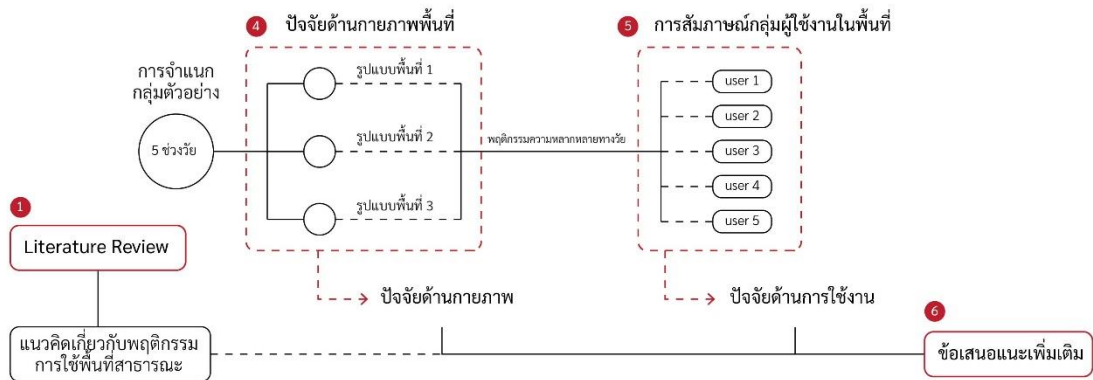 4 ปัจจัยด้านกายภาพพื้นที่
5 การสัมภาษณ์กลุ่มผู้ใช้งานในพื้นที่
การจำแนก
กลุ่มตัวอย่าง
5 ช่วงวัย
รูปแบบพื้นที่ 1
รูปแบบพื้นที่ 2
รูปแบบพื้นที่ 3
พฤติกรรมความหลากหลายทางวัย
user 1
user 2
user 3
user 4
user 5
1
Literature Review
ปัจจัยด้านกายภาพ
ปัจจัยด้านการใช้งาน
แนวคิดเกี่ยวกับพฤติกรรม
การใช้พื้นที่สาธารณะ
6
ข้อเสนอแนะเพิ่มเติม